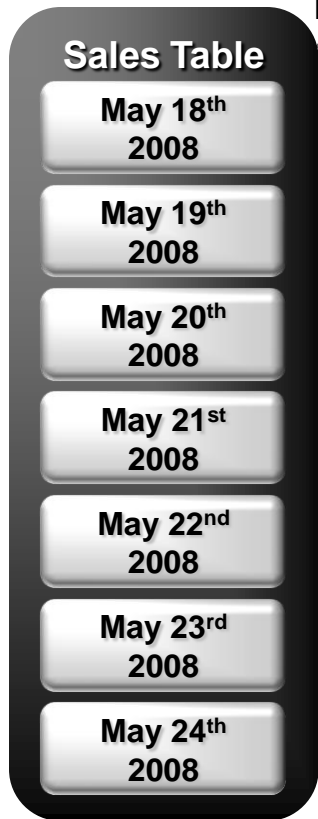 Sales Table
May 18th
2008
May 19th
2008
May 20th
2008
May 21st
2008
May 22nd
2008
May 23rd
2008
May 24th
2008